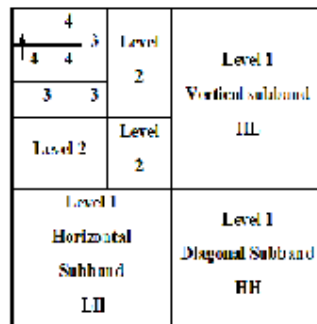 4
3
4 4
3 3
Level
2
Level 1
Vertical subband
HL
Level 2
Level
2
Level 1
Horizontal
Subband
LH
Level 1
Diagonal Subband
HH